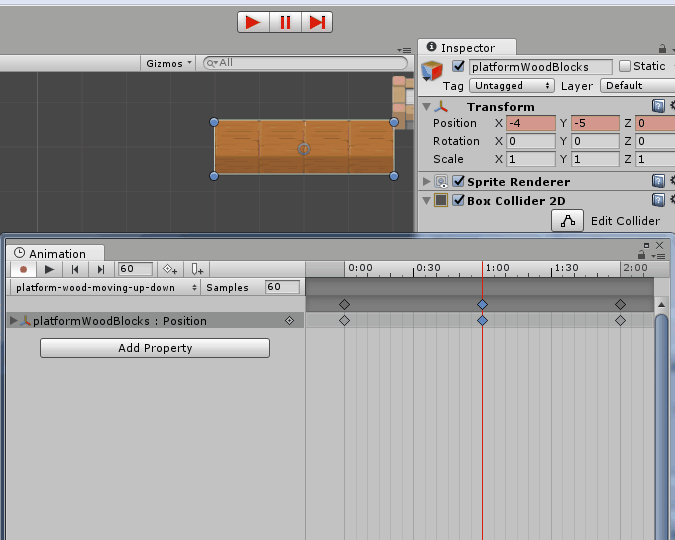 Gizmos
All
Inspector
platformWoodBlocks
Static
Tag Untagged Layer Default
Transform
Position X -4 Y -5 Z 0
Rotation X 0 Y 0 Z 0
Scale X 1 Y 1 Z 1
Sprite Renderer
Box Collider 2D
Edit Collider
Animation
60
0:00 0:30 1:00 1:30 2:00
platform-wood-moving-up-down Samples 60
platformWoodBlocks : Position
Add Property